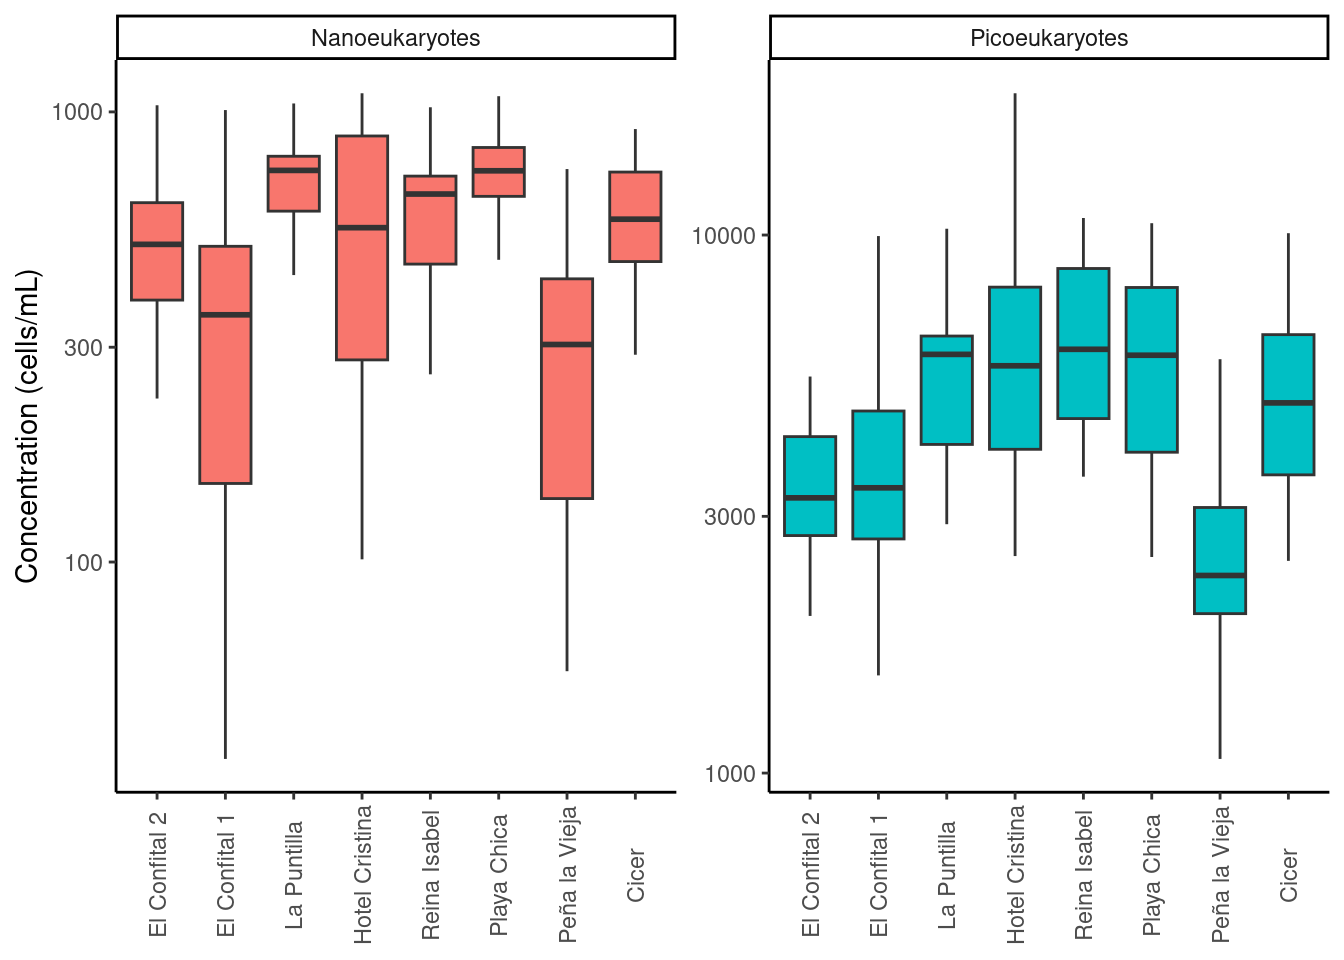 Nanoeukaryotes
Picoeukaryotes
Concentration (cells/mL)
1000
300
100
10000
3000
1000
El Confital 2
El Confital 1
La Puntilla
Hotel Cristina
Reina Isabel
Playa Chica
Peña la Vieja
Cicer
El Confital 2
El Confital 1
La Puntilla
Hotel Cristina
Reina Isabel
Playa Chica
Peña la Vieja
Cicer